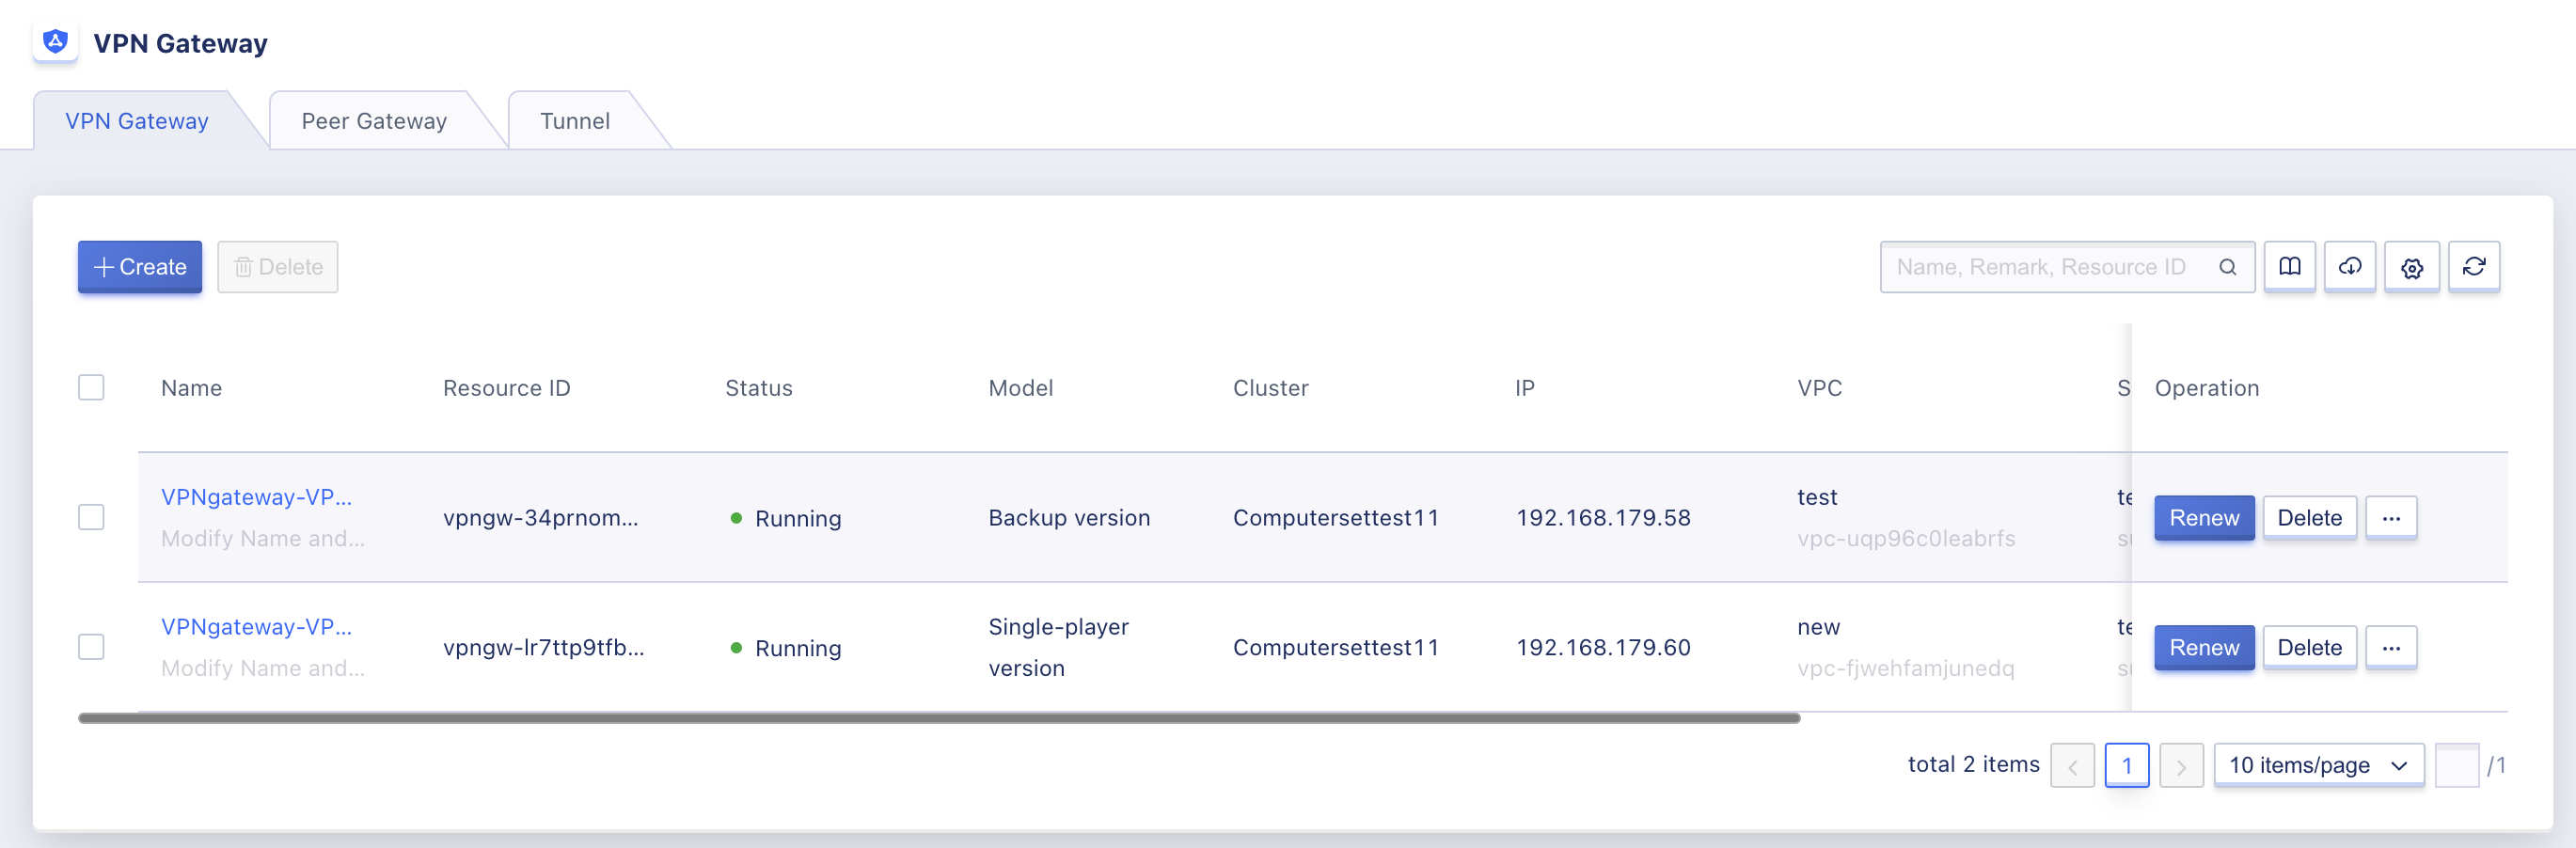 VPN Gateway
VPN Gateway
Peer Gateway
Tunnel
Create
Delete
Name, Remark, Resource ID
Name
Resource ID
Status
Model
Cluster
IP
VPC
S
Operation
VPNgateway-VP...
Modify Name and...
vpngw-34prnom...
Running
Backup version
Computersettest11
192.168.179.58
test
vpc-uqp96c0leabrfs
te
Renew
Delete
...
VPNgateway-VP...
Modify Name and...
vpngw-lr7ttp9tfb...
Running
Single-player
version
Computersettest11
192.168.179.60
new
vpc-fjwehfamjunedq
te
Renew
Delete
...
total 2 items
1
10 items/page
/1